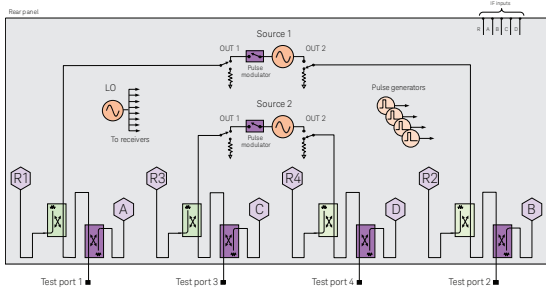 IF inputs
Rear panel
R A B C D
Source 1
OUT 1
OUT 2
Pulse
modulator
LO
To receivers
Source 2
OUT 1
OUT 2
Pulse
modulator
Pulse generators
R1
A
R3
C
R4
D
R2
B
Test port 1
Test port 3
Test port 4
Test port 2